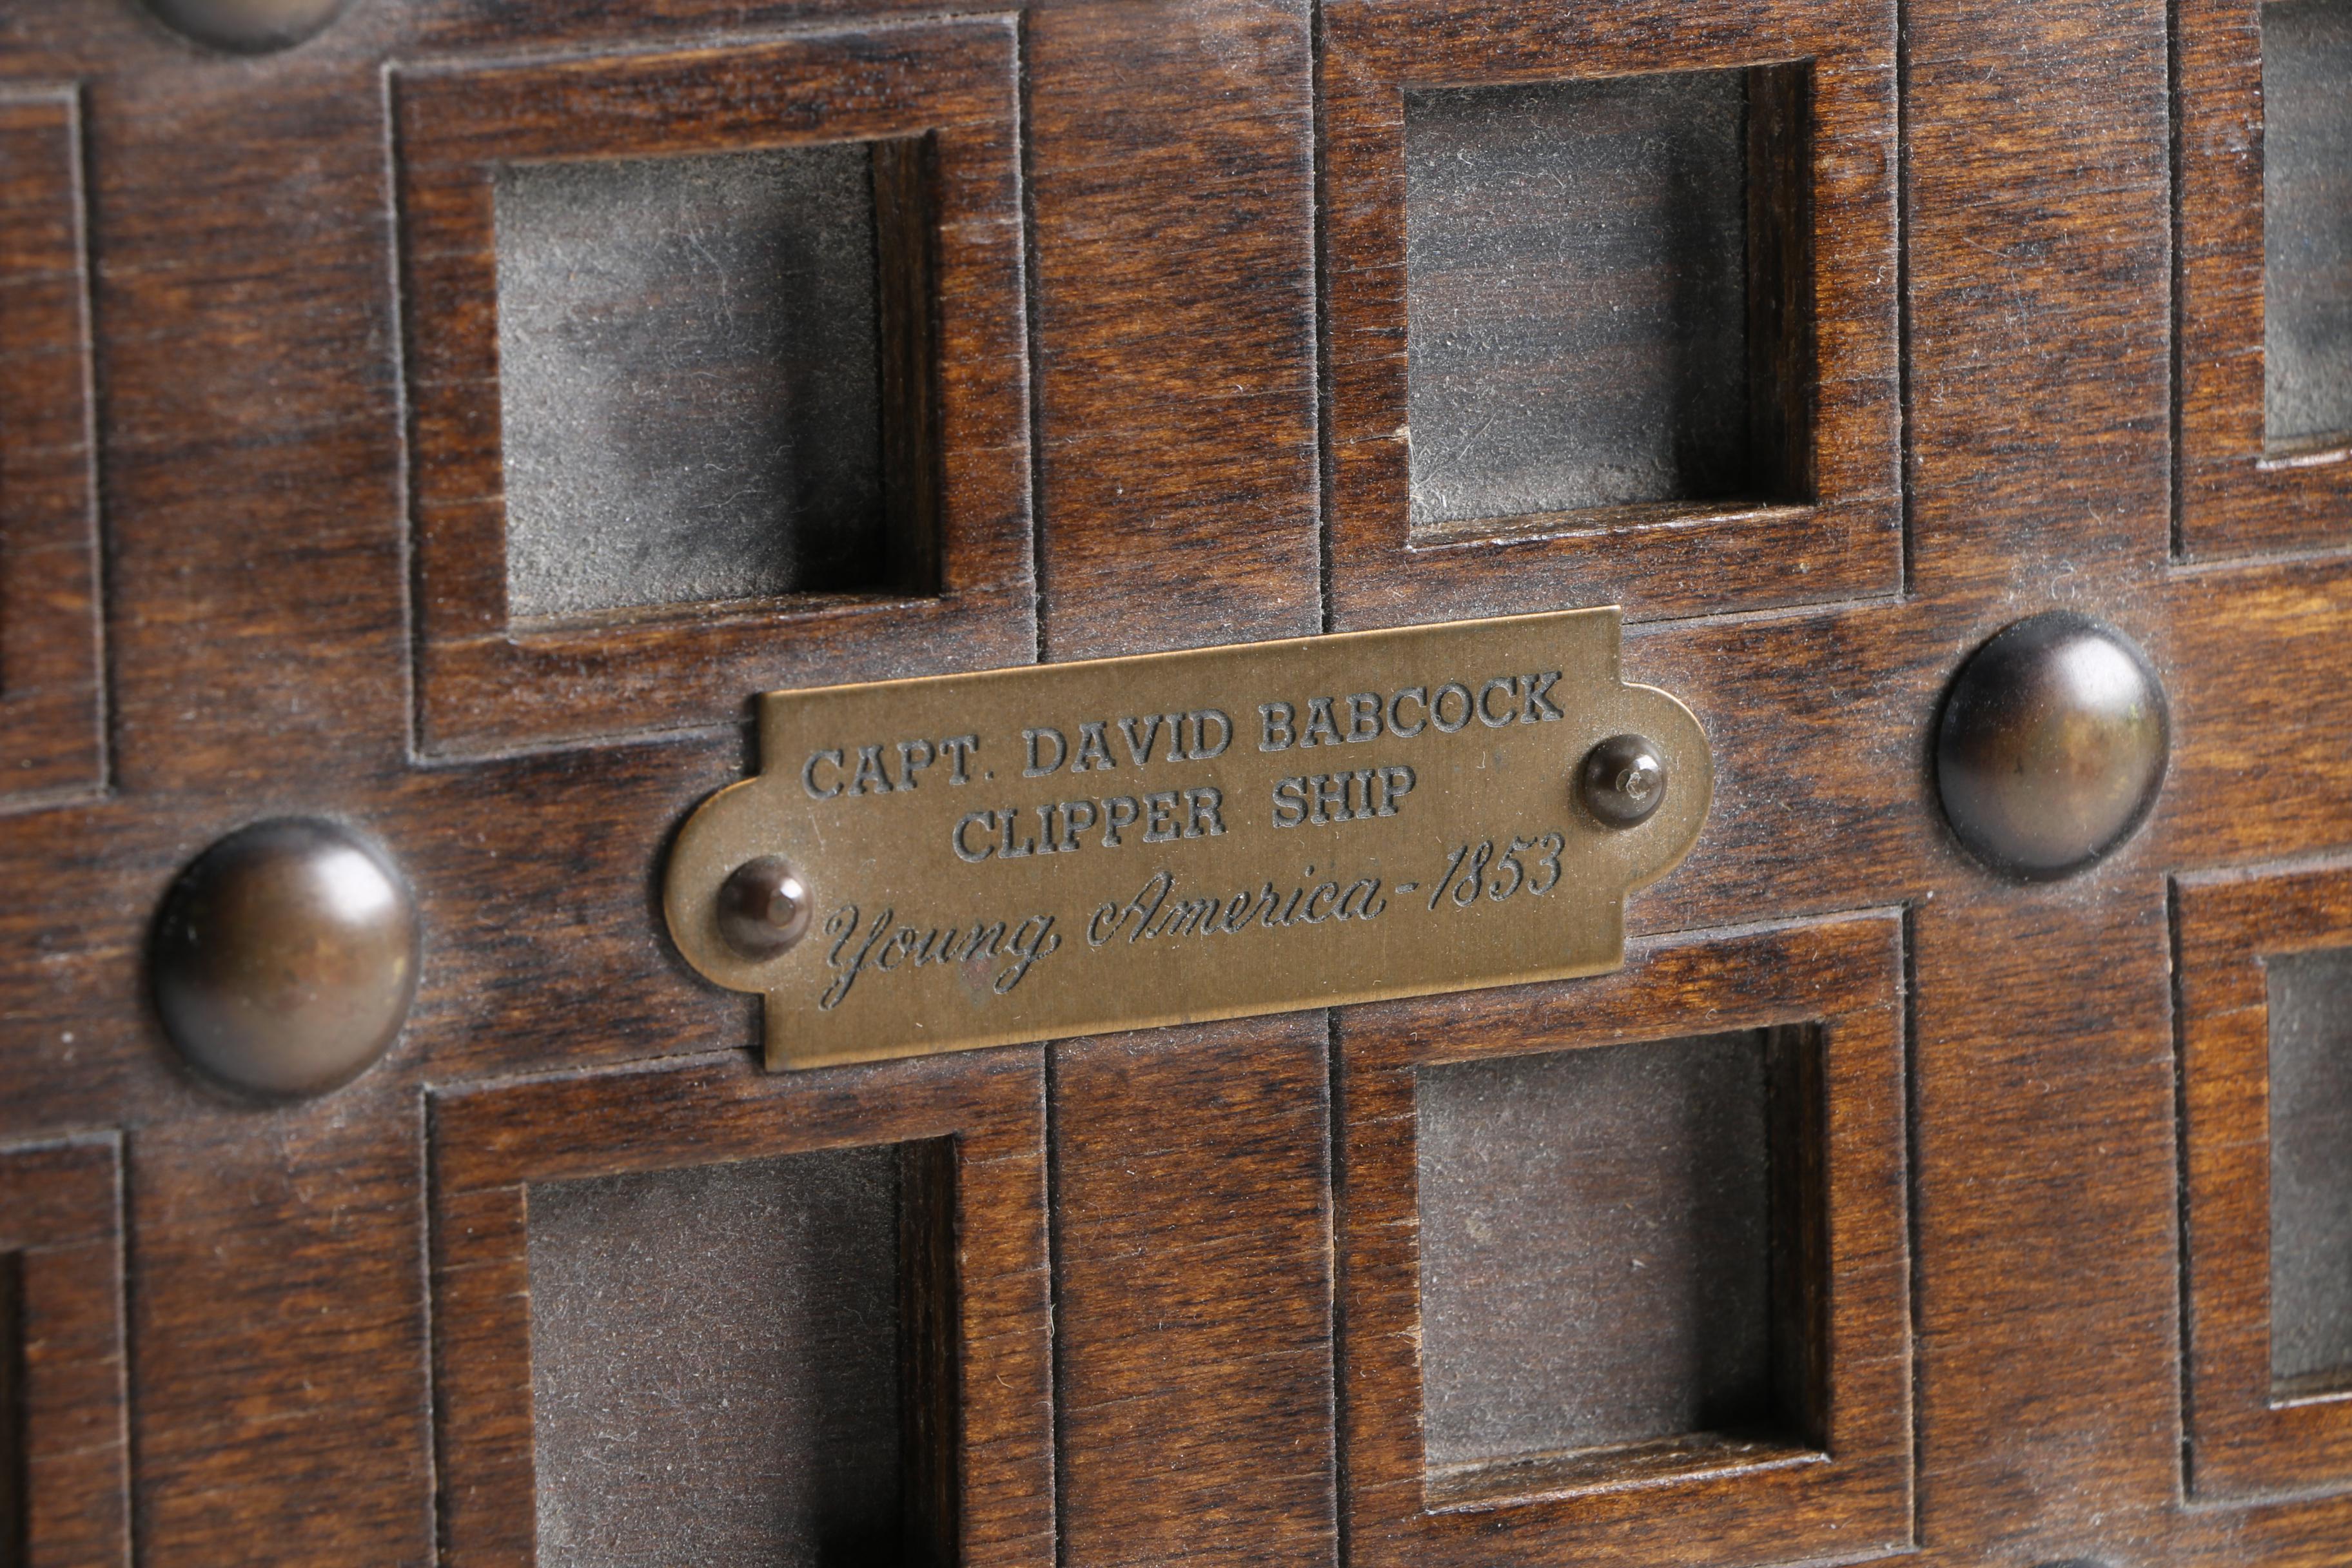 CAPT. DAVID BABCOCK
CLIPPER SHIP
Young America - 1853